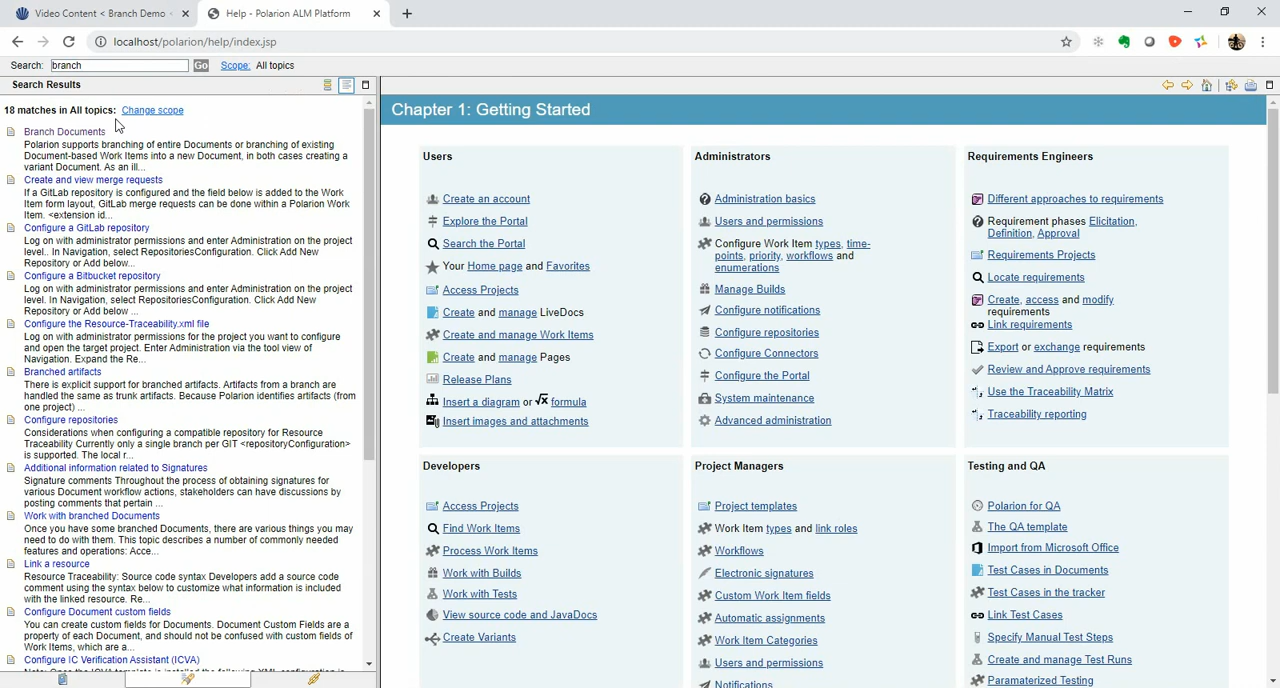 Video Content < Branch Demo
Help - Polarion ALM Platform
localhost/polarion/help/index.jsp
Search: branch Go Scope: All topics
Search Results
18 matches in All topics: Change scope
Branch Documents
Polarion supports branching of entire Documents or branching of existing
Document-based Work Items into a new Document, in both cases creating a
variant Document. As an ill...
Create and view merge requests
If a GitLab repository is configured and the field below is added to the Work
Item form layout, GitLab merge requests can be done within a Polarion Work
Item. <extension id...
Configure a GitLab repository
Log on with administrator permissions and enter Administration on the project
level.. In Navigation, select RepositoriesConfiguration. Click Add New
Repository or Add below...
Configure a Bitbucket repository
Log on with administrator permissions and enter Administration on the project
level. In Navigation, select RepositoriesConfiguration. Click Add New
Repository or Add below ...
Configure the Resource-Traceability.xml file
Log on with administrator permissions for the project you want to configure
and open the target project. Enter Administration via the tool view of
Navigation. Expand the Re...
Branched artifacts
There is explicit support for branched artifacts. Artifacts from a branch are
handled the same as trunk artifacts. Because Polarion identifies artifacts (from
one project) ...
Configure repositories
Considerations when configuring a compatible repository for Resource
Traceability Currently only a single branch per GIT <repositoryConfiguration>
is supported. The local r...
Additional information related to Signatures
Signature comments Throughout the process of obtaining signatures for
various Document workflow actions, stakeholders can have discussions by
posting comments that pertain ...
Work with branched Documents
Once you have some branched Documents, there are various things you may
need to do with them. This topic describes a number of commonly needed
features and operations: Acce...
Link a resource
Resource Traceability: Source code syntax Developers add a source code
comment using the syntax below to customize what information is included
with the linked resource. Re...
Configure Document custom fields
You can create custom fields for Documents. Document Custom Fields are a
property of each Document, and should not be confused with custom fields of
Work Items, which are a...
Configure IC Verification Assistant (ICVA)
Chapter 1: Getting Started
Users
Create an account
Explore the Portal
Search the Portal
Your Home page and Favorites
Access Projects
Create and manage LiveDocs
Create and manage Work Items
Create and manage Pages
Release Plans
Insert a diagram or √x formula
Insert images and attachments
Administrators
Administration basics
Users and permissions
Configure Work Item types, time-
points, priority, workflows and
enumerations
Manage Builds
Configure notifications
Configure repositories
Configure Connectors
Configure the Portal
System maintenance
Advanced administration
Requirements Engineers
Different approaches to requirements
Requirement phases Elicitation,
Definition, Approval
Requirements Projects
Locate requirements
Create, access and modify
requirements
Link requirements
Export or exchange requirements
Review and Approve requirements
Use the Traceability Matrix
Traceability reporting
Developers
Access Projects
Find Work Items
Process Work Items
Work with Builds
Work with Tests
View source code and JavaDocs
Create Variants
Project Managers
Project templates
Work Item types and link roles
Workflows
Electronic signatures
Custom Work Item fields
Automatic assignments
Work Item Categories
Users and permissions
Notifications
Testing and QA
Polarion for QA
The QA template
Import from Microsoft Office
Test Cases in Documents
Test Cases in the tracker
Link Test Cases
Specify Manual Test Steps
Create and manage Test Runs
Paramaterized Testing